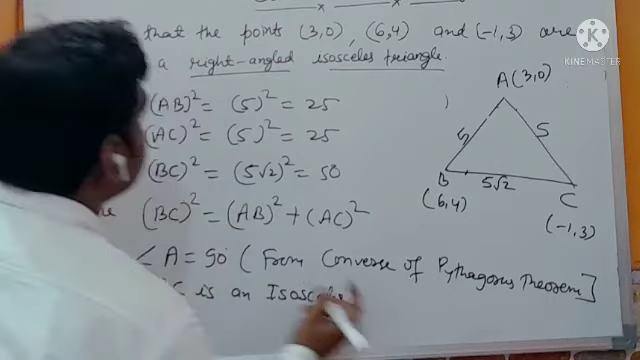 that the points (3,0), (6,4) and (-1,3) are
a right-angled isosceles triangle.
(AB)² = (5)² = 25
(AC)² = (5)² = 25
(BC)² = (5√2)² = 50
(BC)² = (AB)² + (AC)²
∠A = 90° (From Converse of Pythagorus Theorem]
is an Isoscele
A(3,0)
5
5
B
5√2
C
(6,4)
(-1,3)
KINEMASTER